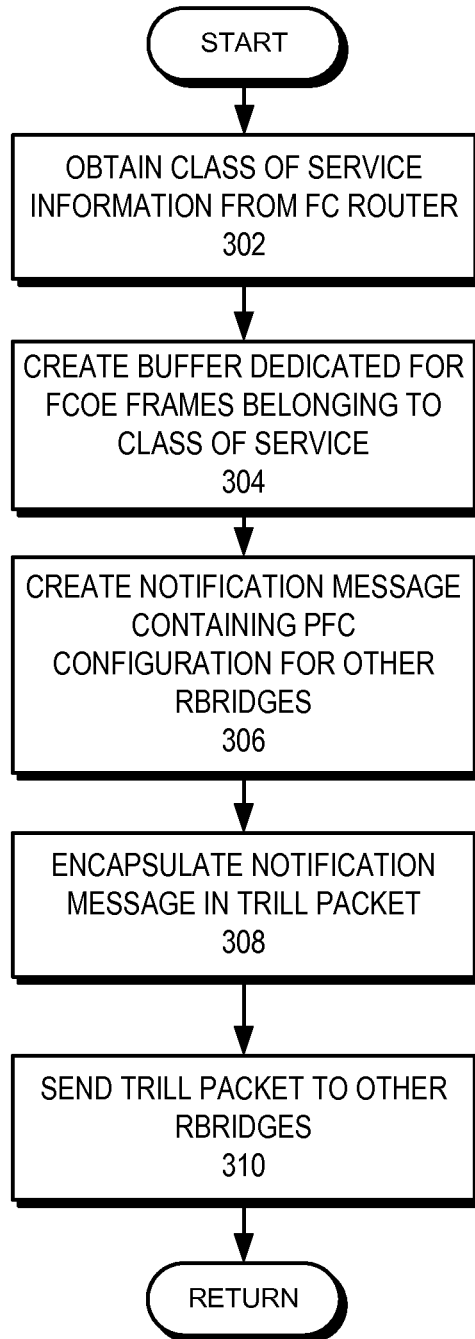 START
OBTAIN CLASS OF SERVICE
INFORMATION FROM FC ROUTER
302
CREATE BUFFER DEDICATED FOR
FCOE FRAMES BELONGING TO
CLASS OF SERVICE
304
CREATE NOTIFICATION MESSAGE
CONTAINING PFC
CONFIGURATION FOR OTHER
RBRIDGES
306
ENCAPSULATE NOTIFICATION
MESSAGE IN TRILL PACKET
308
SEND TRILL PACKET TO OTHER
RBRIDGES
310
RETURN